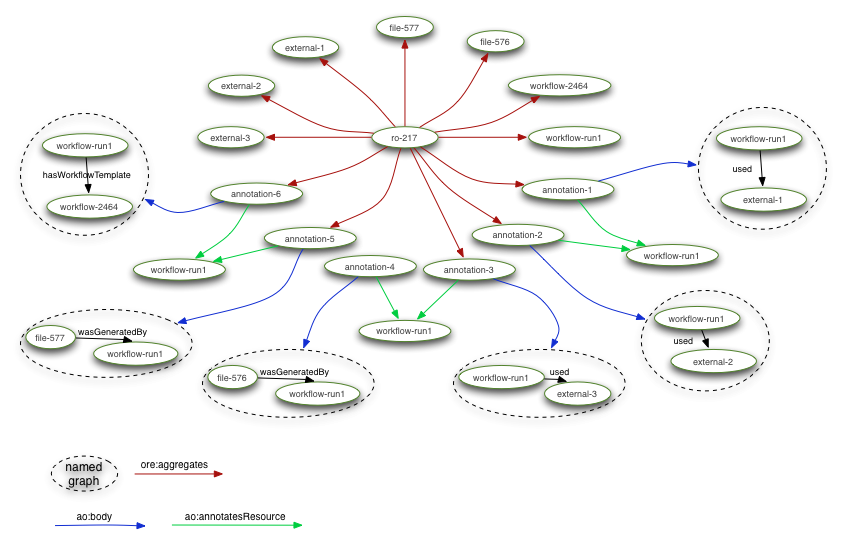 file-577
file-576
external-1
external-2
workflow-2464
external-3
ro-217
workflow-run1
workflow-run1
hasWorkflowTemplate
workflow-2464
workflow-run1
used
external-1
annotation-6
annotation-1
annotation-5
annotation-2
workflow-run1
annotation-4
annotation-3
workflow-run1
workflow-run1
file-577
wasGeneratedBy
workflow-run1
workflow-run1
used
external-2
file-576
wasGeneratedBy
workflow-run1
workflow-run1
used
external-3
named
graph
ore:aggregates
ao:body
ao:annotatesResource